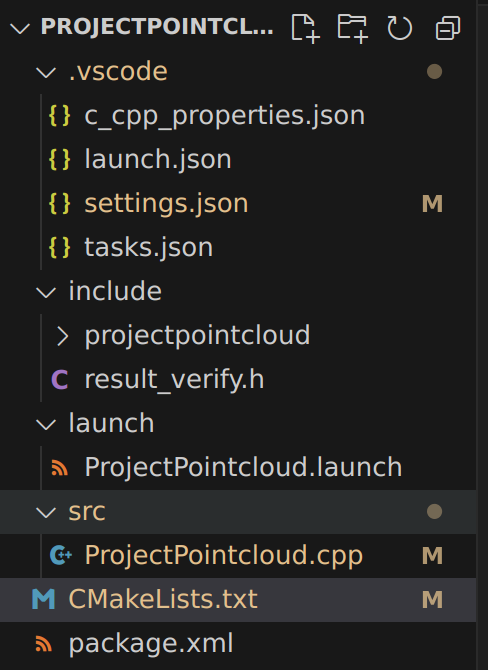 PROJECTPOINTCL...
.vscode
{} c_cpp_properties.json
{} launch.json
{} settings.json M
{} tasks.json
include
projectpointcloud
C result_verify.h
launch
ProjectPointcloud.launch
src
C++ ProjectPointcloud.cpp M
M CMakeLists.txt M
package.xml